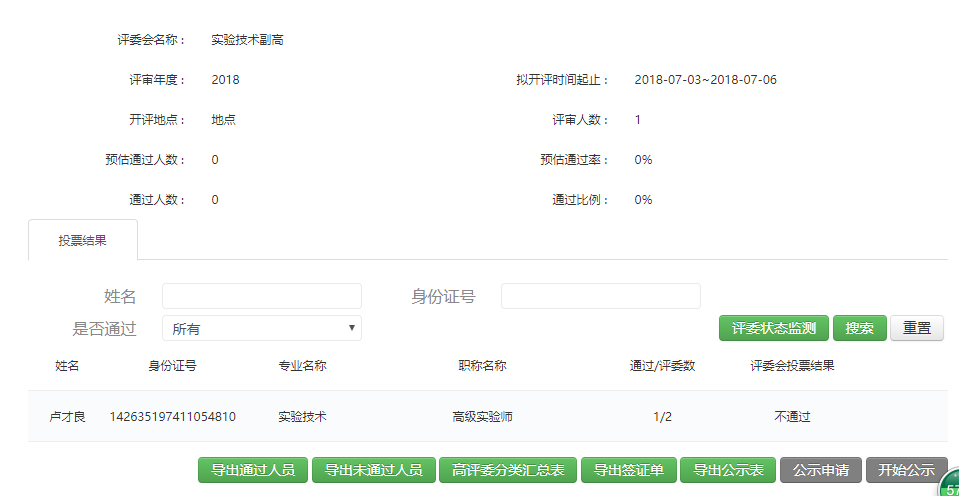 评委会名称： 实验技术副高
评审年度： 2018 拟开评时间起止： 2018-07-03~2018-07-06
开评地点： 地点 评审人数： 1
预估通过人数： 0 预估通过率： 0%
通过人数： 0 通过比例： 0%
投票结果
姓名 身份证号
是否通过 所有 评委状态监测 搜索 重置
姓名 身份证号 专业名称 职称名称 通过/评委数 评委会投票结果
卢才良 142635197411054810 实验技术 高级实验师 1/2 不通过
导出通过人员 导出未通过人员 高评委分类汇总表 导出签证单 导出公示表 公示申请 开始公示
57